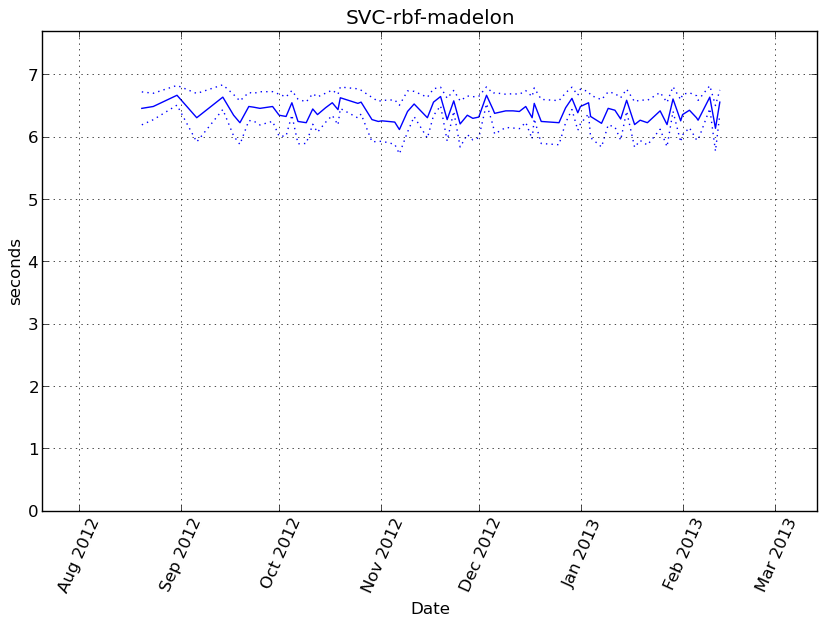 SVC-rbf-madelon
7
6
5
4
3
2
1
0
seconds
Aug 2012
Sep 2012
Oct 2012
Nov 2012
Dec 2012
Jan 2013
Feb 2013
Mar 2013
Date